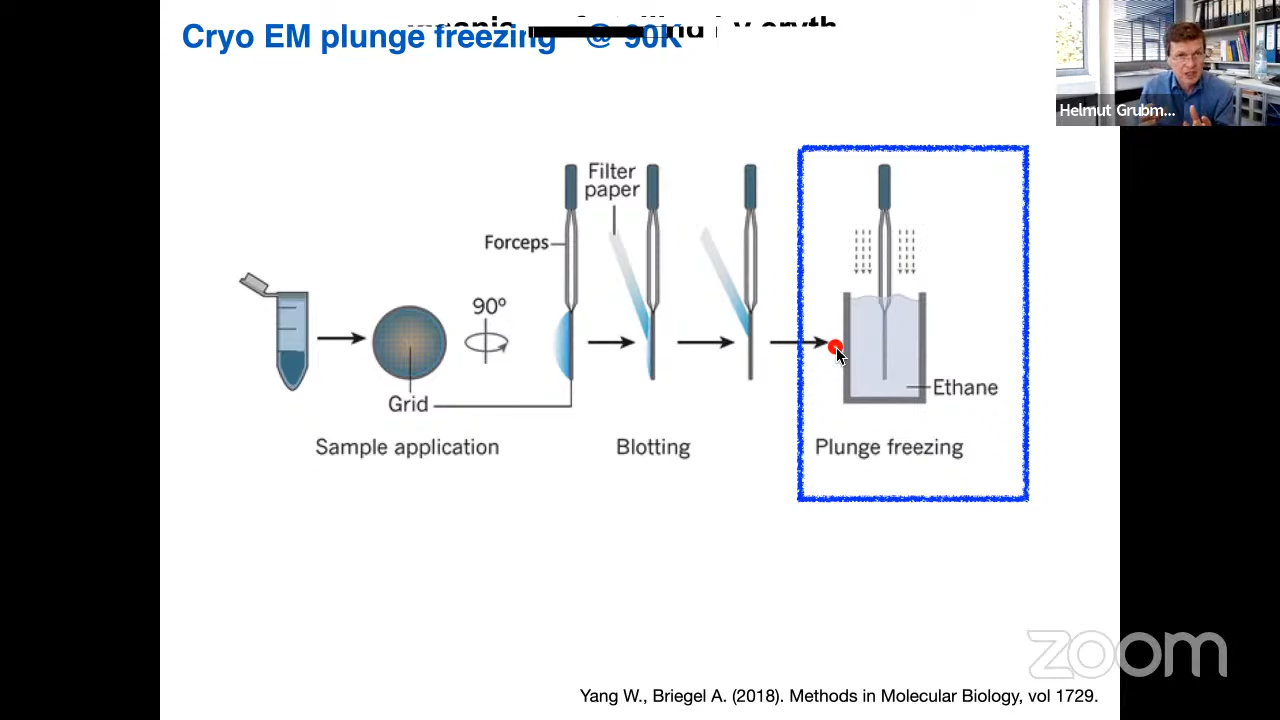 Cryo EM plunge freezing @ 90K
Helmut Grubm...
Filter
paper
Forceps
90º
Grid
Ethane
Sample application
Blotting
Plunge freezing
zoom
Yang W., Briegel A. (2018). Methods in Molecular Biology, vol 1729.